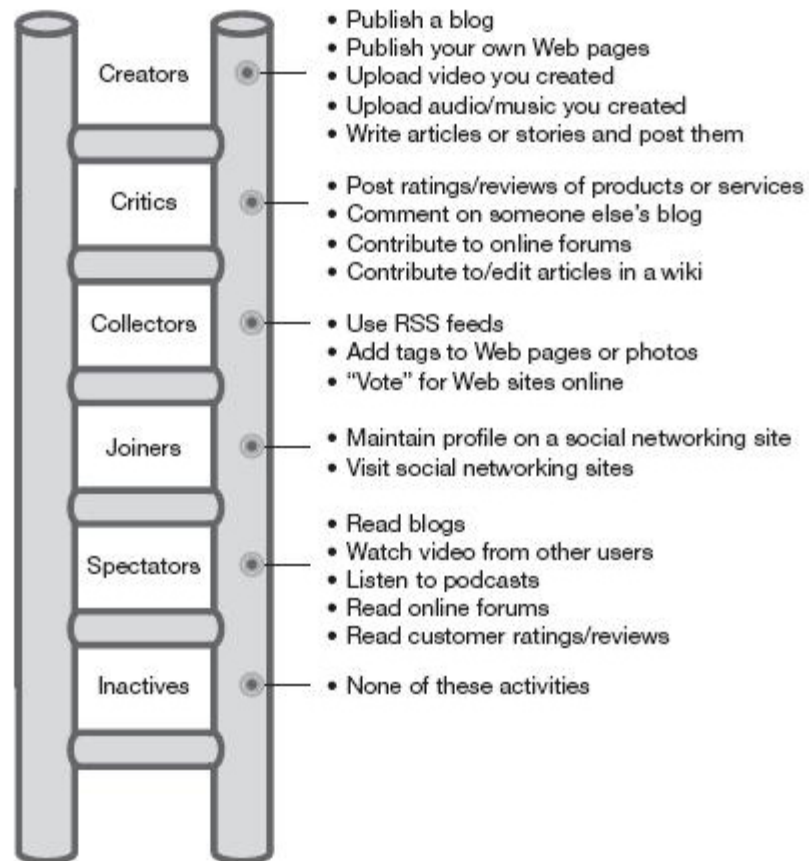 Creators
• Publish a blog
• Publish your own Web pages
• Upload video you created
• Upload audio/music you created
• Write articles or stories and post them
Critics
• Post ratings/reviews of products or services
• Comment on someone else's blog
• Contribute to online forums
• Contribute to/edit articles in a wiki
Collectors
• Use RSS feeds
• Add tags to Web pages or photos
• “Vote” for Web sites online
Joiners
• Maintain profile on a social networking site
• Visit social networking sites
Spectators
• Read blogs
• Watch video from other users
• Listen to podcasts
• Read online forums
• Read customer ratings/reviews
Inactives
• None of these activities